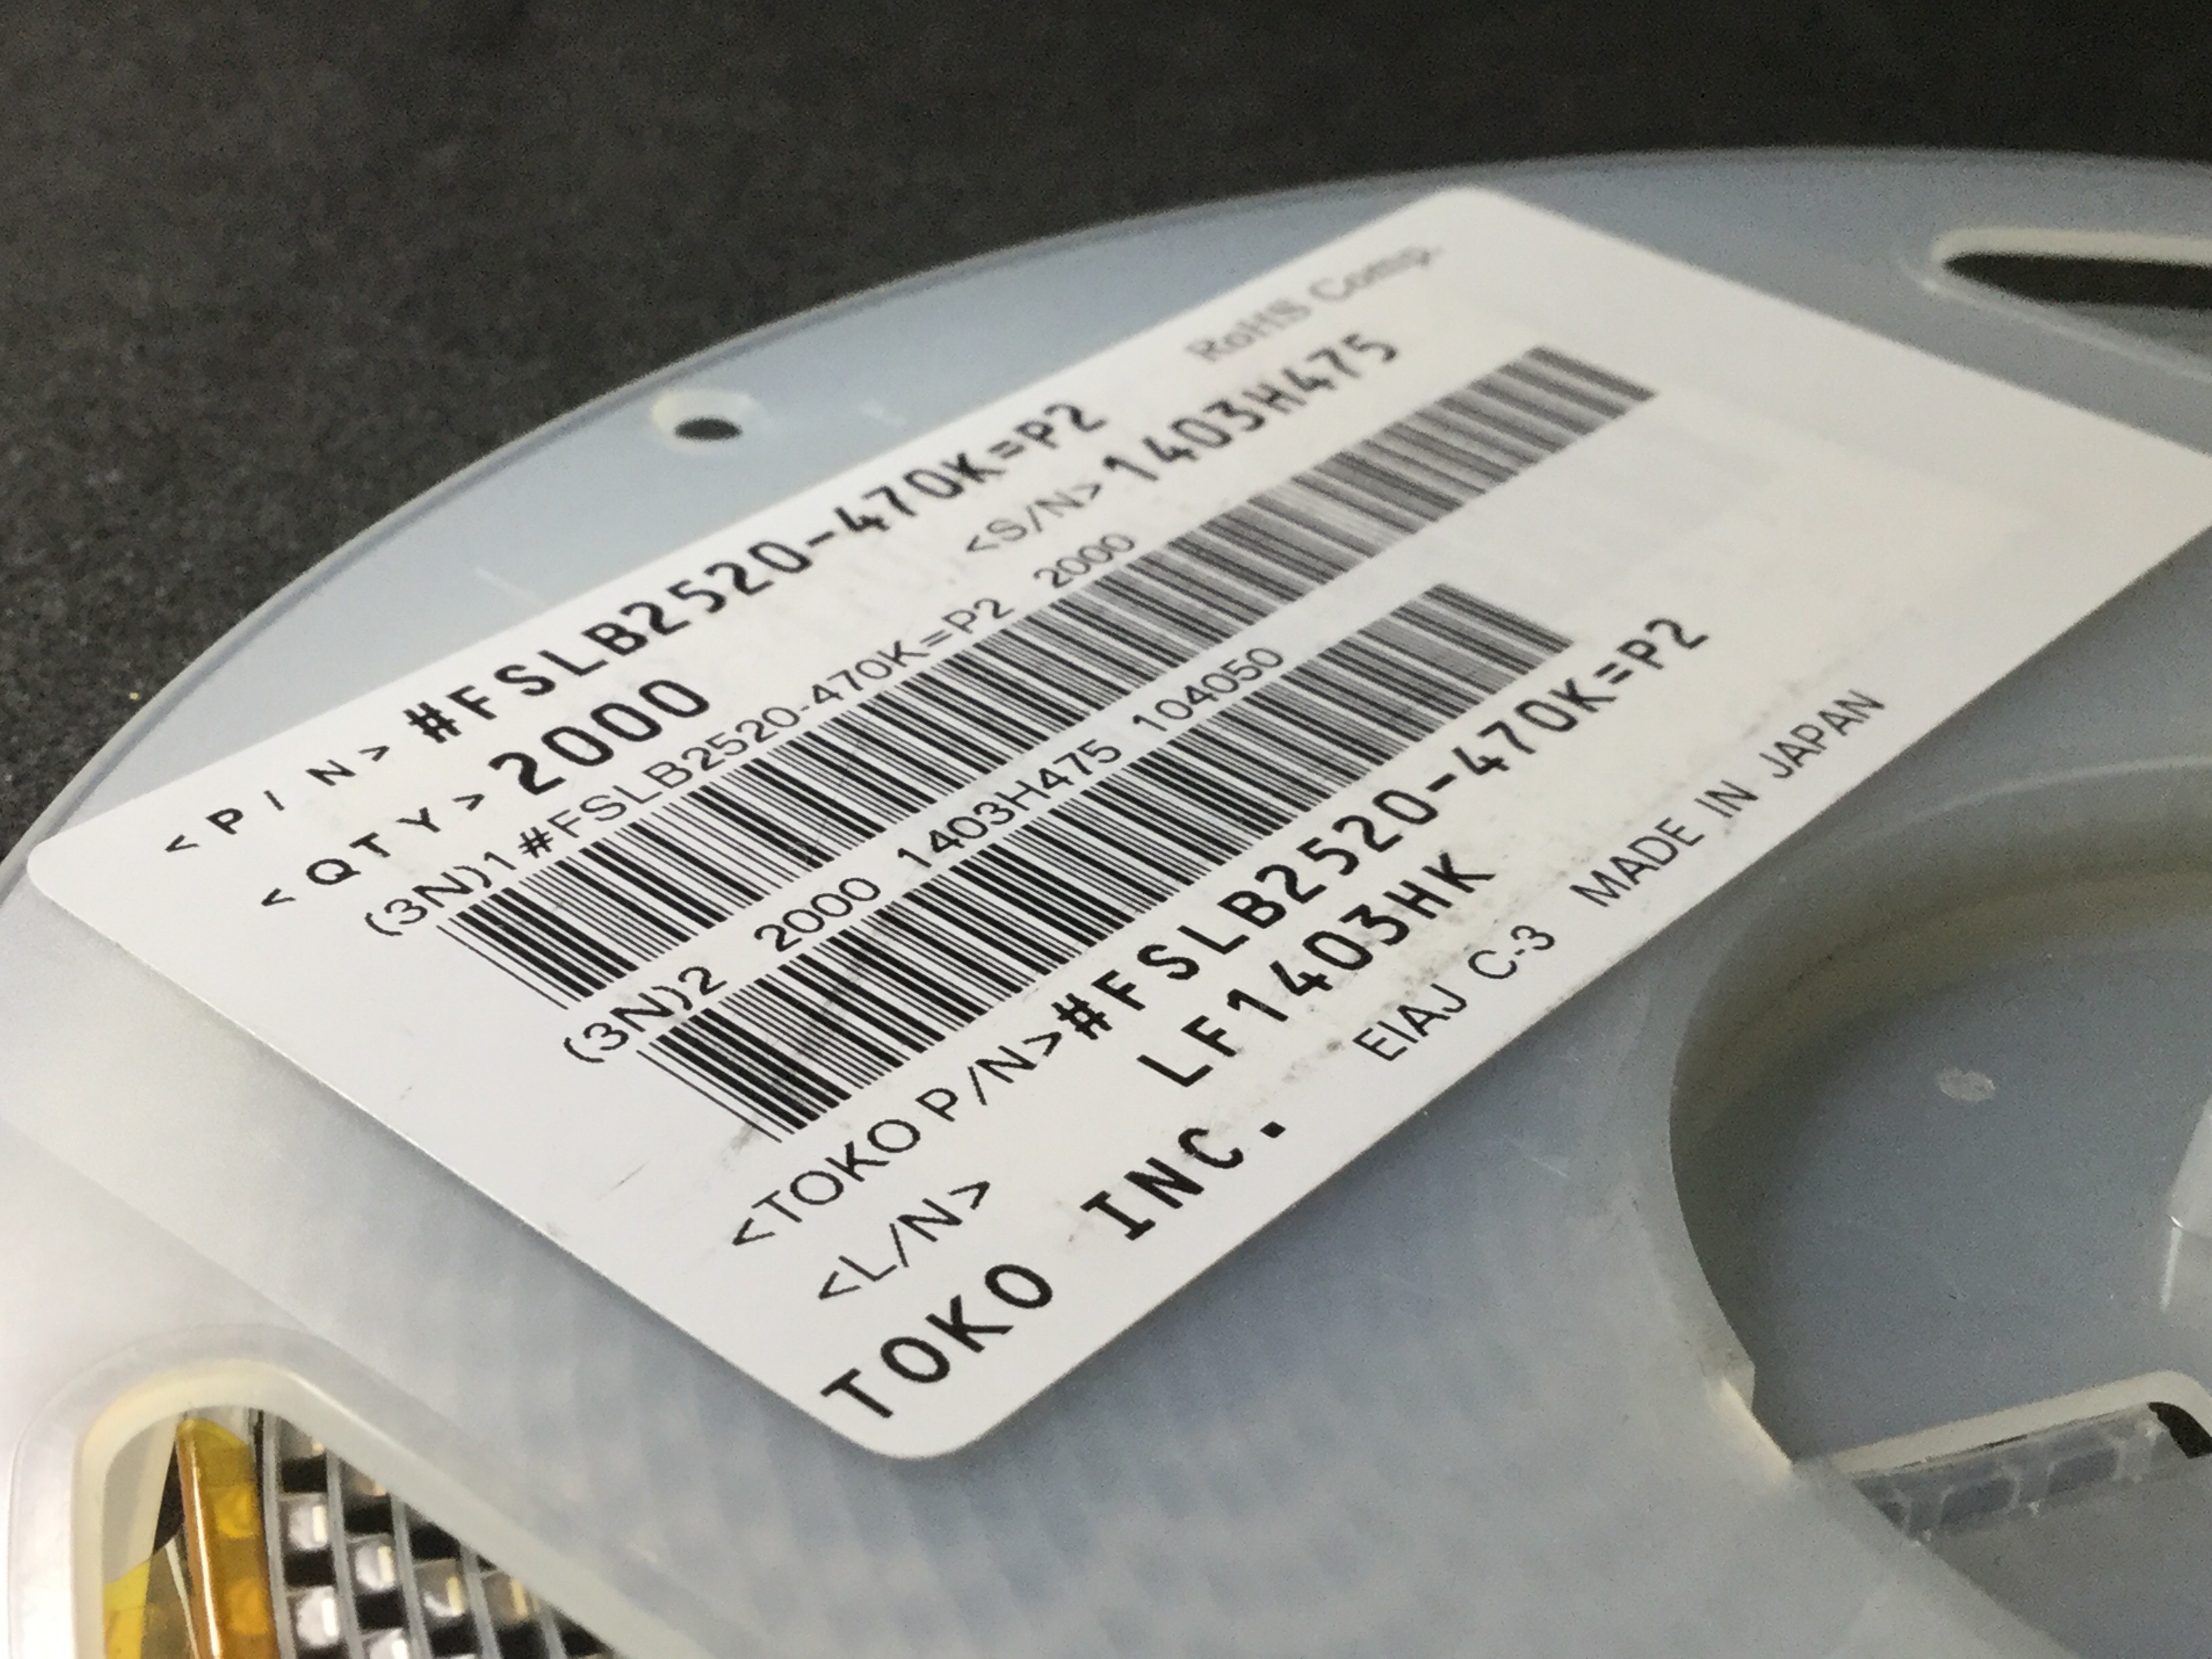 RoHS Comp.
<P/N> #FSLB2520-470K=P2
<QTY> 2000 <S/N> 1403H475
(3N)1 #FSLB2520-470K=P2 2000
(3N)2 2000 1403H475 104050
<TOKO P/N> #FSLB2520-470K=P2
<L/N> LF1403HK
TOKO INC. EIAJ C-3 MADE IN JAPAN